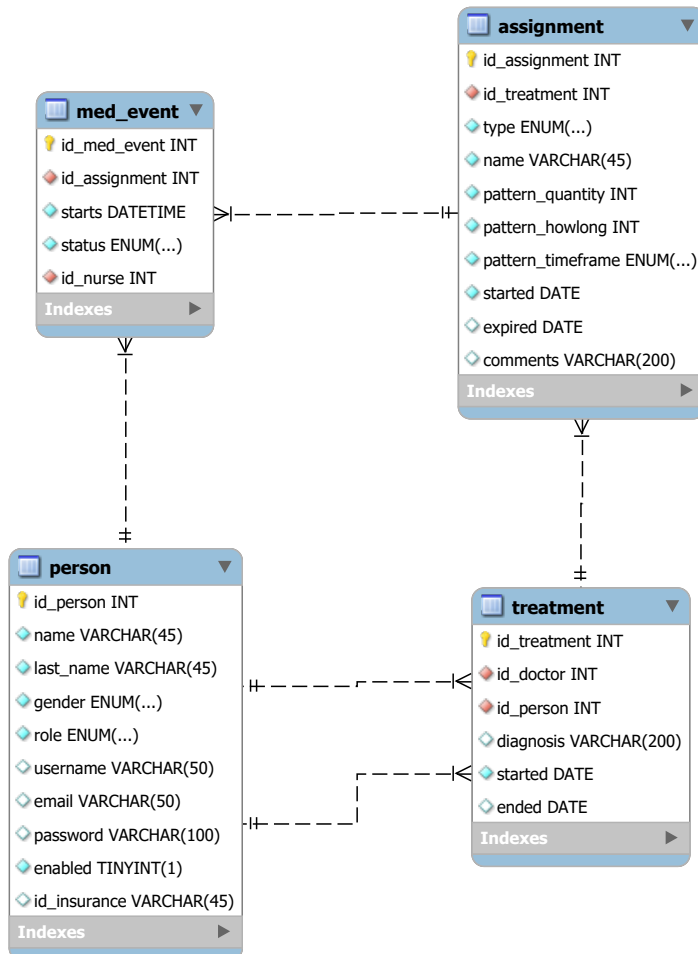 assignment
id_assignment INT
id_treatment INT
type ENUM(...)
name VARCHAR(45)
pattern_quantity INT
pattern_howlong INT
pattern_timeframe ENUM(...)
started DATE
expired DATE
comments VARCHAR(200)
Indexes
med_event
id_med_event INT
id_assignment INT
starts DATETIME
status ENUM(...)
id_nurse INT
Indexes
person
id_person INT
name VARCHAR(45)
last_name VARCHAR(45)
gender ENUM(...)
role ENUM(...)
username VARCHAR(50)
email VARCHAR(50)
password VARCHAR(100)
enabled TINYINT(1)
id_insurance VARCHAR(45)
Indexes
treatment
id_treatment INT
id_doctor INT
id_person INT
diagnosis VARCHAR(200)
started DATE
ended DATE
Indexes